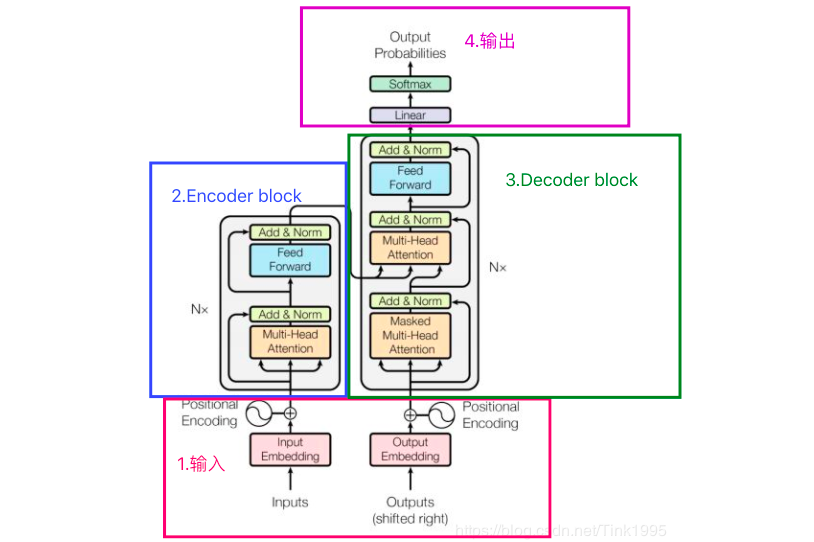 Output
Probabilities
4.输出
Softmax
Linear
Add & Norm
Feed
Forward
3.Decoder block
2.Encoder block
Add & Norm
Multi-Head
Attention
Add & Norm
Feed
Forward
N×
Add & Norm
Masked
Multi-Head
Attention
N×
Add & Norm
Multi-Head
Attention
Positional
Encoding
Positional
Encoding
Input
Embedding
Output
Embedding
1.输入
Inputs
Outputs
(shifted right)
https://blog.csdn.net/Tink1995